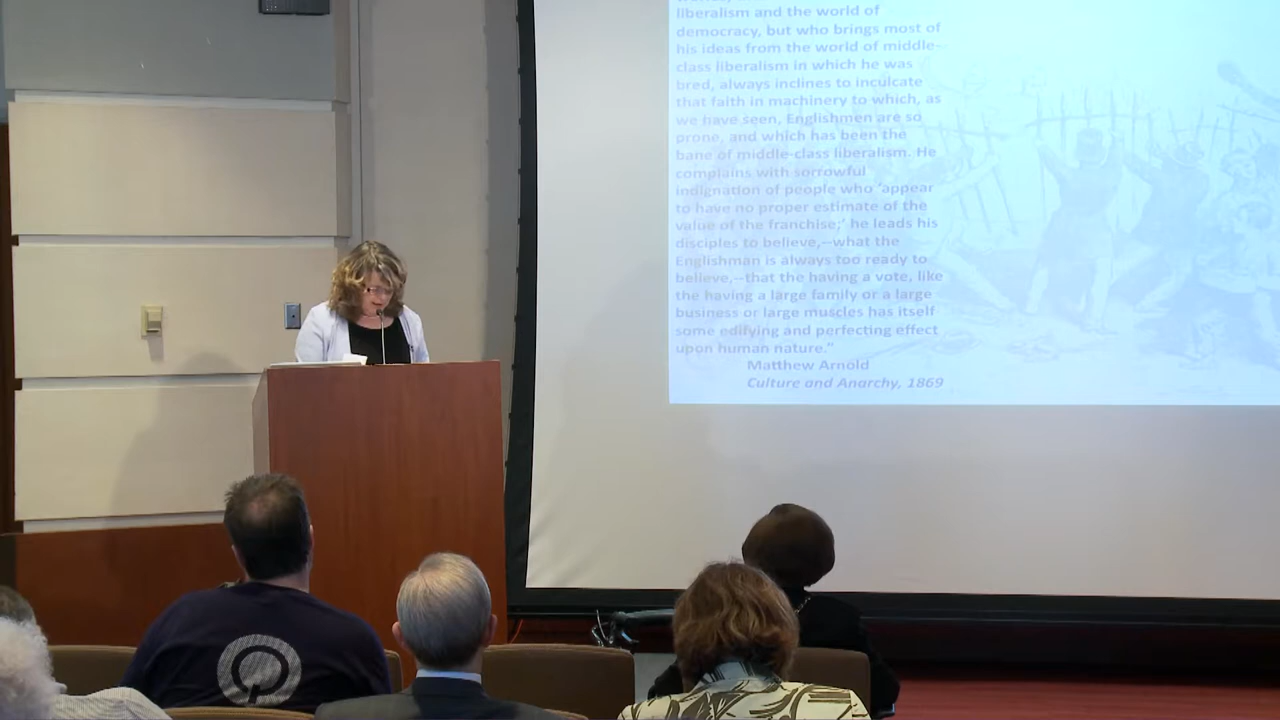 liberalism and the world of
democracy, but who brings most of
his ideas from the world of middle-
class liberalism in which he was
bred, always inclines to inculcate
that faith in machinery to which, as
we have seen, Englishmen are so
prone, and which has been the
bane of middle-class liberalism. He
complains with sorrowful
indignation of people who ‘appear
to have no proper estimate of the
value of the franchise;’ he leads his
disciples to believe,—what the
Englishman is always too ready to
believe,--that the having a vote, like
the having a large family or a large
business or large muscles has itself
some edifying and perfecting effect
upon human nature.”
Matthew Arnold
Culture and Anarchy, 1869